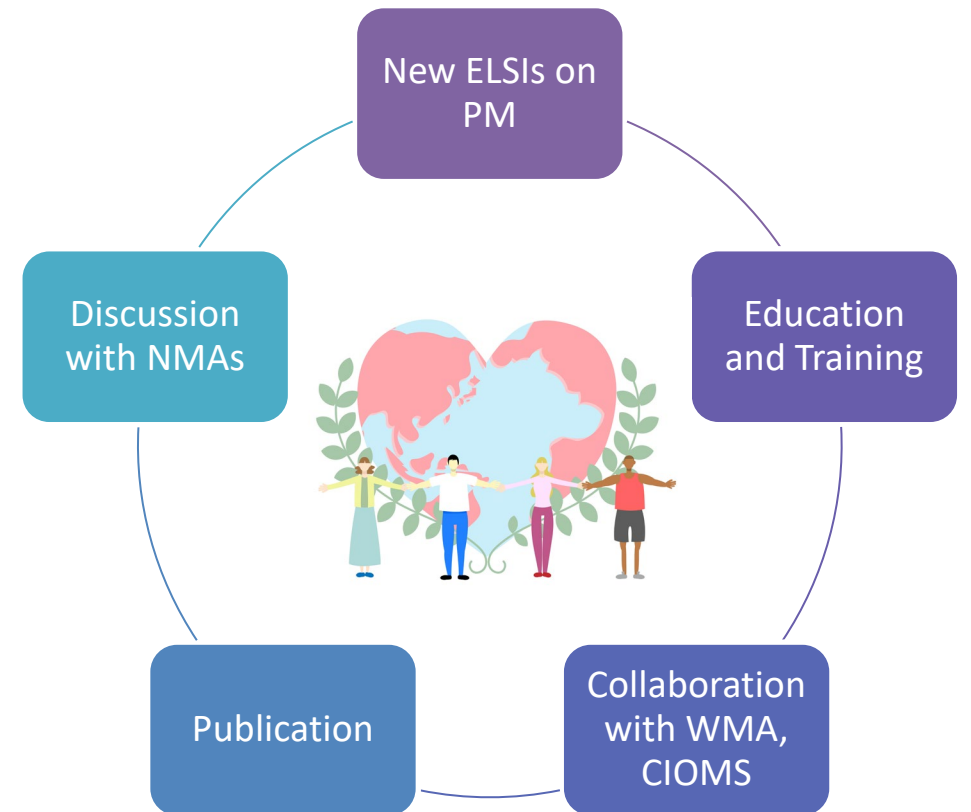 New ELSIs on
PM
Education
and Training
Collaboration
with WMA,
CIOMS
Publication
Discussion
with NMAs